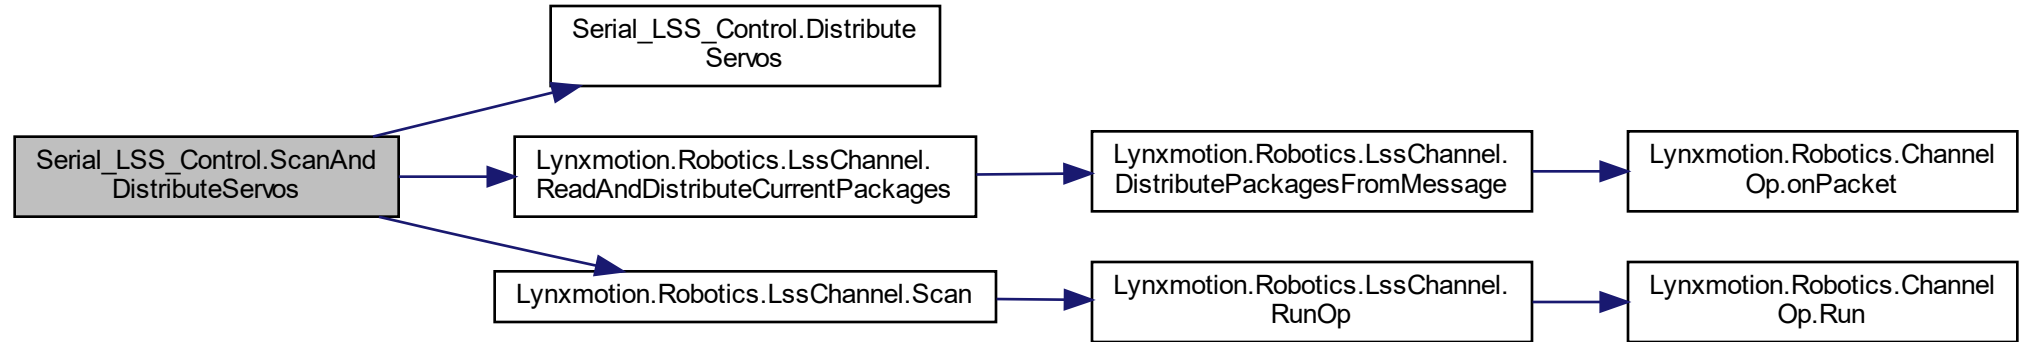 Serial_LSS_Control.ScanAnd
DistributeServos
Serial_LSS_Control.Distribute
Servos
Lynxmotion.Robotics.LssChannel.
ReadAndDistributeCurrentPackages
Lynxmotion.Robotics.LssChannel.
DistributePackagesFromMessage
Lynxmotion.Robotics.Channel
Op.onPacket
Lynxmotion.Robotics.LssChannel.Scan
Lynxmotion.Robotics.LssChannel.
RunOp
Lynxmotion.Robotics.Channel
Op.Run